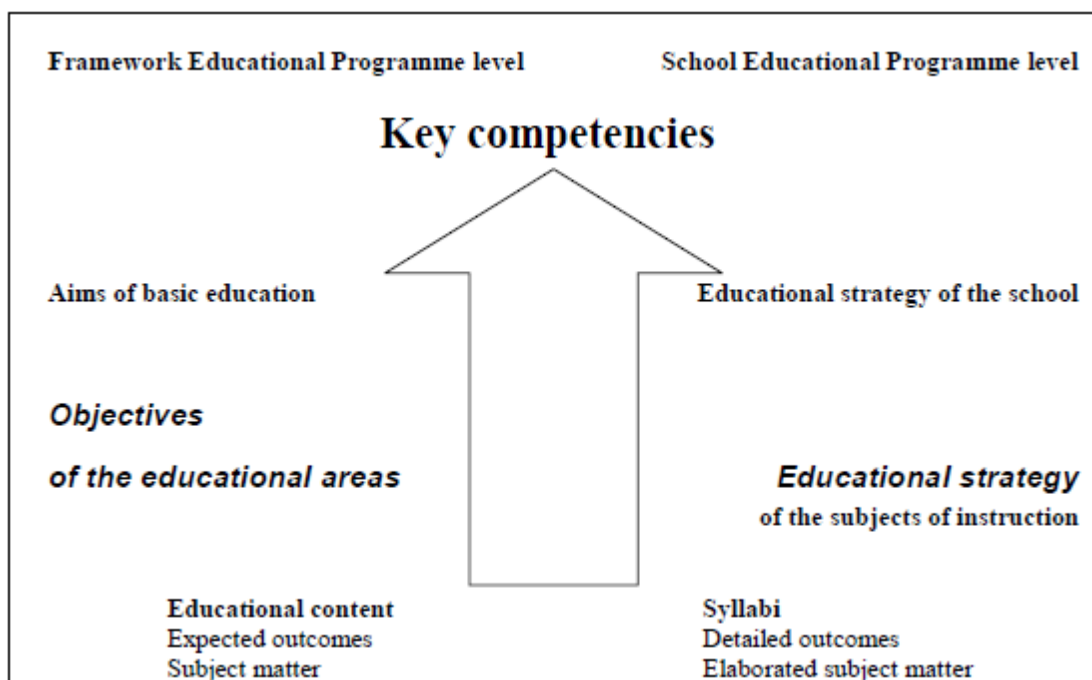 Framework Educational Programme level
School Educational Programme level
Key competencies
Aims of basic education
Educational strategy of the school
Objectives
of the educational areas
Educational strategy
of the subjects of instruction
Educational content
Expected outcomes
Subject matter
Syllabi
Detailed outcomes
Elaborated subject matter